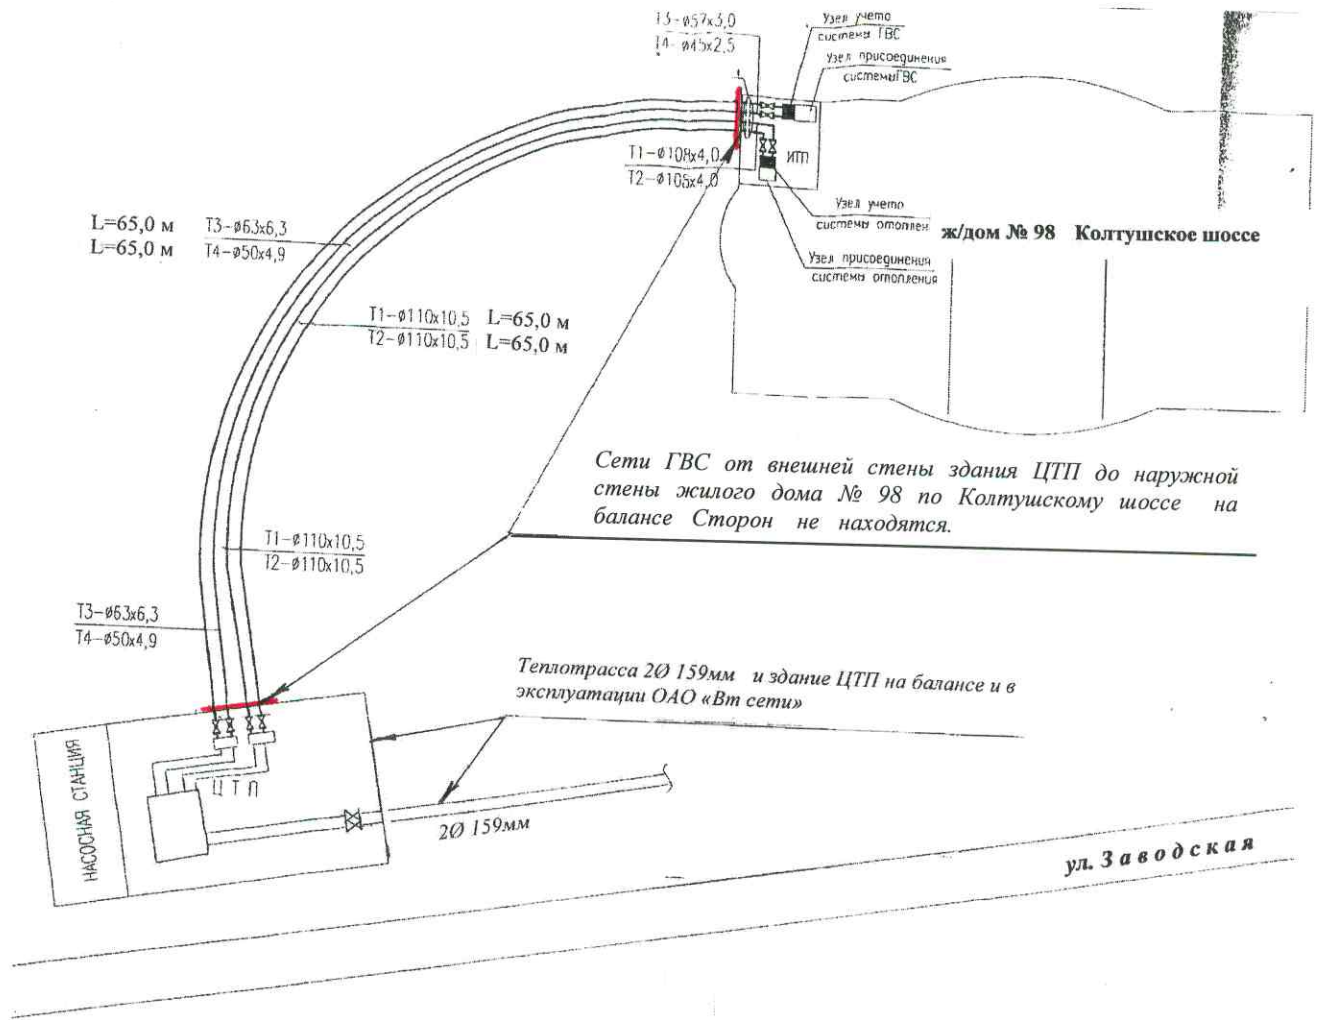 Т3-ø57х3,0
Т4- ø45х2,5
Узел учето
системы ГВС
Узел присоединения
системыГВС
Т1-ø108х4,0
Т2-ø108х4,0
ИТП
Узел учето
системы отоплен
Узел присоединения
системы отопления
ж/дом № 98 Колтушское шоссе
L=65,0 м Т3-ø63х6,3
L=65,0 м Т4-ø50х4,9
Т1-ø110х10,5 L=65,0 м
Т2-ø110х10,5 L=65,0 м
Сети ГВС от внешней стены здания ЦТП до наружной
стены жилого дома № 98 по Колтушскому шоссе на
балансе Сторон не находятся.
Т1-ø110х10,5
Т2-ø110х10,5
Т3-ø63х6,3
Т4-ø50х4,9
Теплотрасса 2Ø 159мм и здание ЦТП на балансе и в
эксплуатации ОАО «Вт сети»
НАСОСНАЯ СТАНЦИЯ
Ц Т П
2Ø 159мм
ул. Заводская